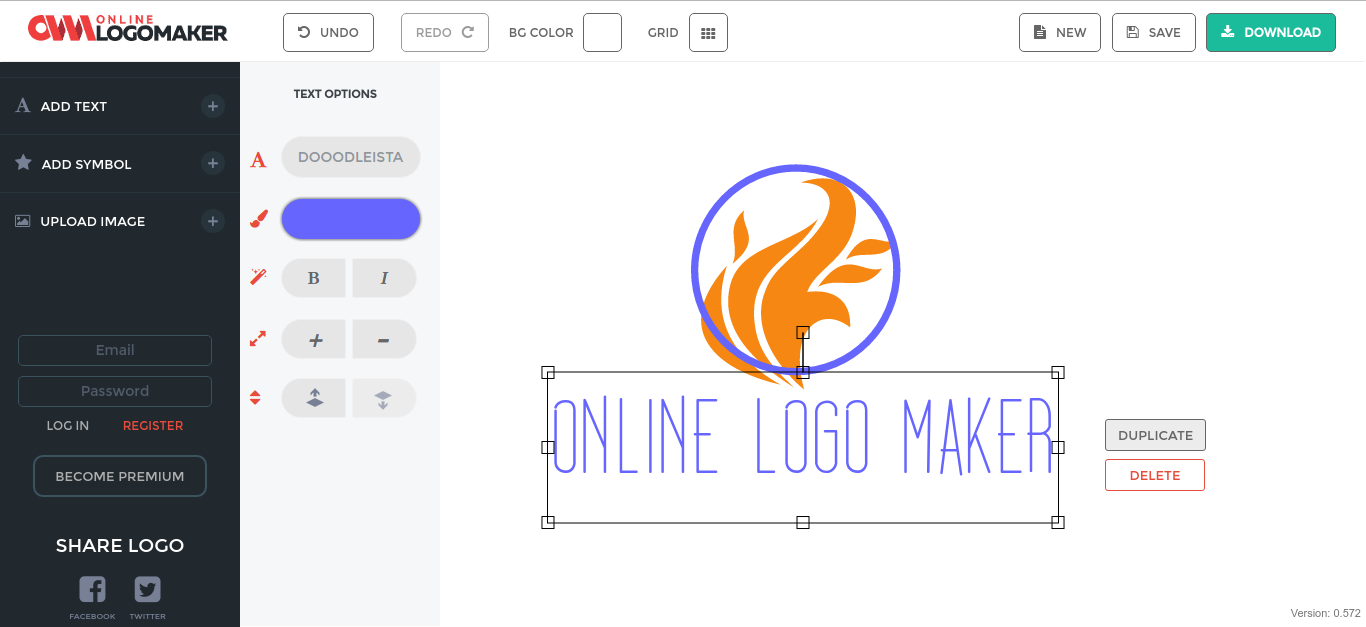 ONLINE
LOGOMAKER
UNDO
REDO
BG COLOR
GRID
NEW
SAVE
DOWNLOAD
ADD TEXT
ADD SYMBOL
UPLOAD IMAGE
Email
Password
LOG IN
REGISTER
BECOME PREMIUM
SHARE LOGO
FACEBOOK
TWITTER
TEXT OPTIONS
DOOODLEISTA
B
I
ONLINE LOGO MAKER
DUPLICATE
DELETE
Version: 0.572